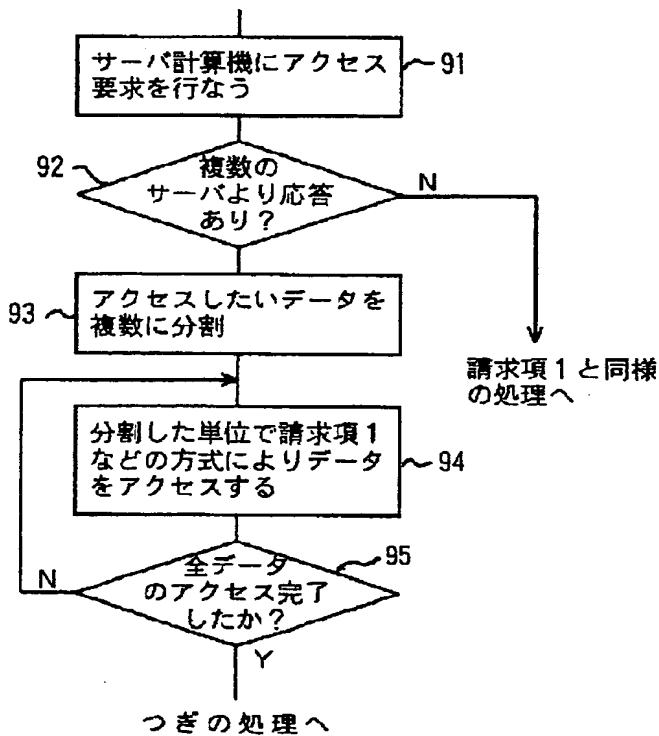 サーバ計算機にアクセス
要求を行なう
91
92
複数の
サーバより応答
あり？
N
93
アクセスしたいデータを
複数に分割
請求項1と同様
の処理へ
分割した単位で請求項1
などの方式によりデータ
をアクセスする
94
95
全データ
のアクセス完了
したか？
N
Y
つぎの処理へ